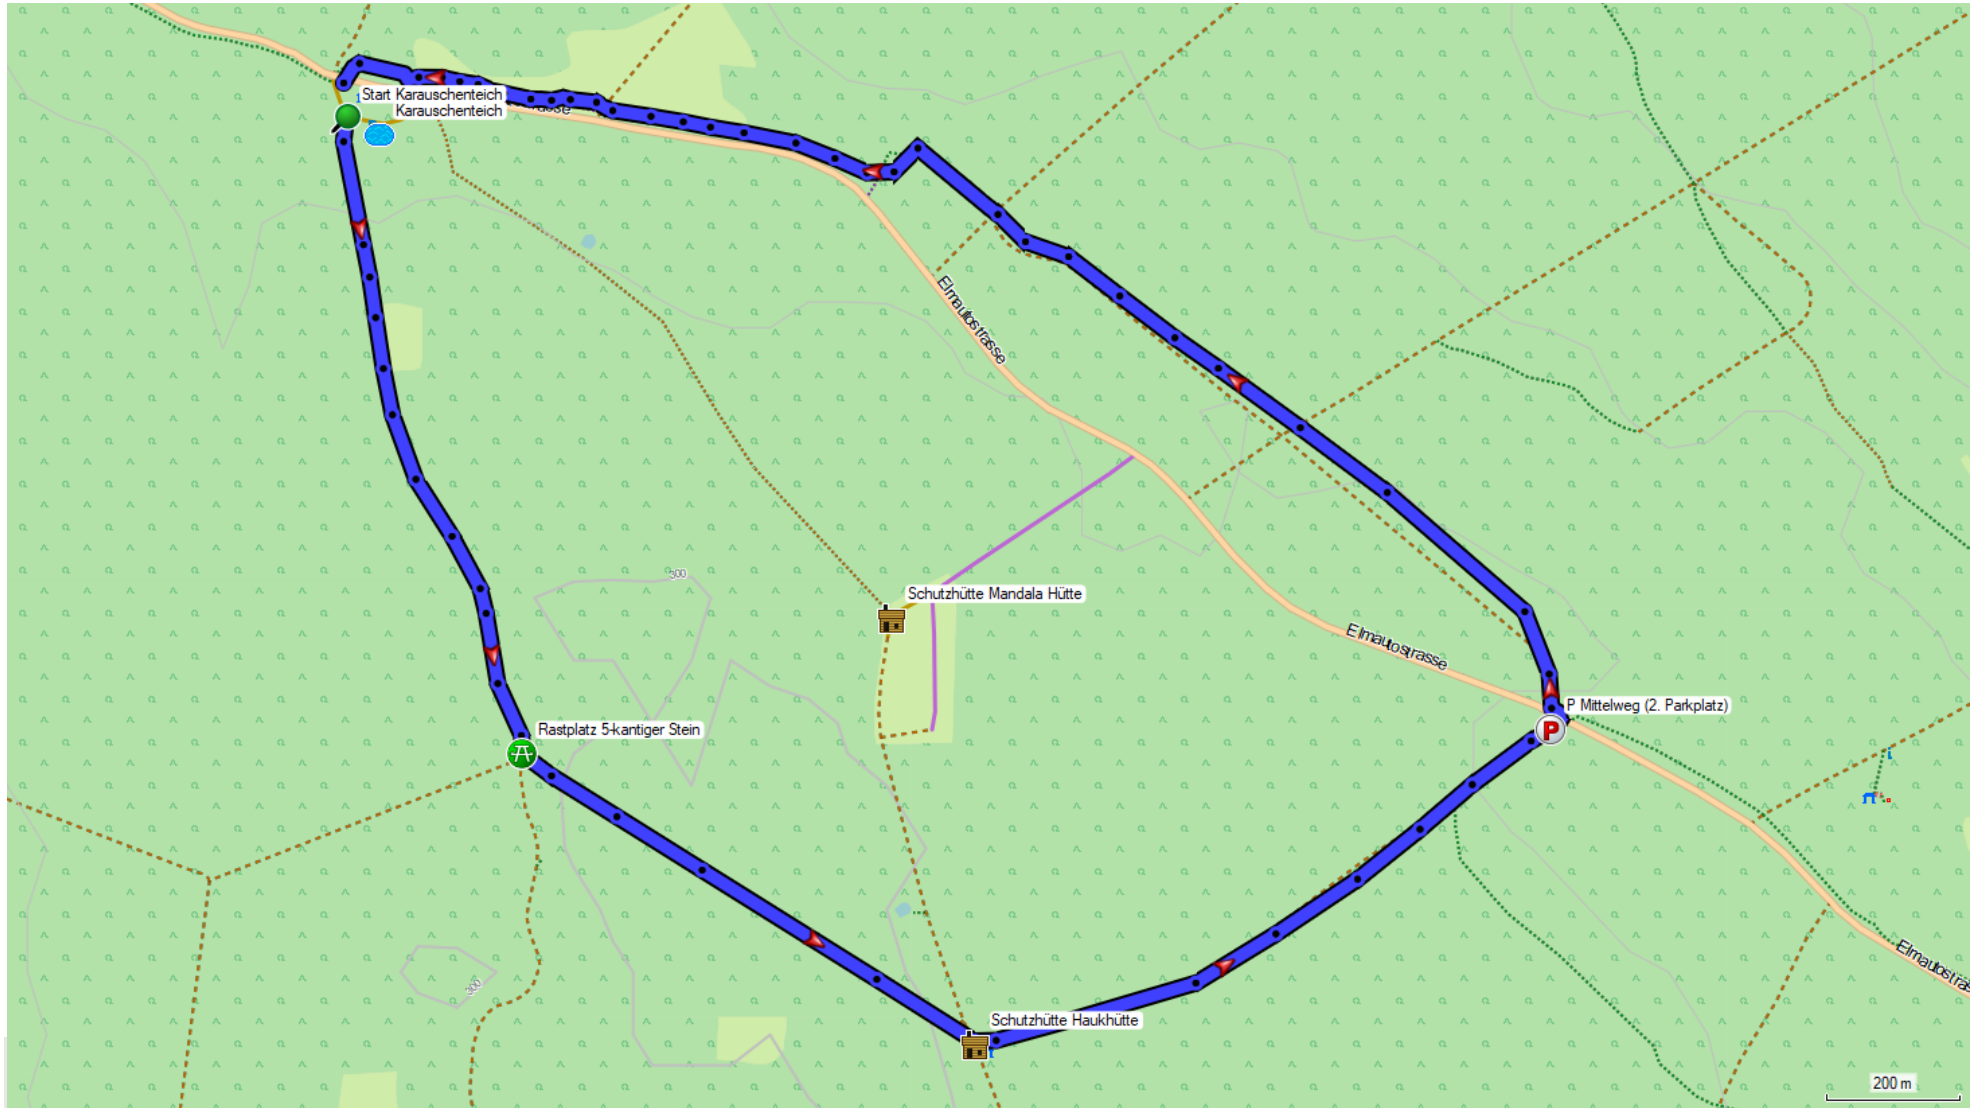 Start Karauschenteich
Karauschenteich
Elmautostrasse
300
Schutzhütte Mandala Hütte
Elmautostrasse
P Mittelweg (2. Parkplatz)
P
Rastplatz 5-kantiger Stein
300
Schutzhütte Haukhütte
200 m